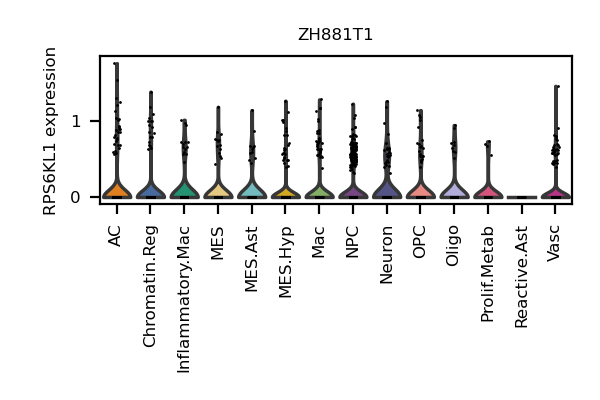 ZH881T1
RPS6KL1 expression
1
0
AC
Chromatin.Reg
Inflammatory.Mac
MES
MES.Ast
MES.Hyp
Mac
NPC
Neuron
OPC
Oligo
Prolif.Metab
Reactive.Ast
Vasc